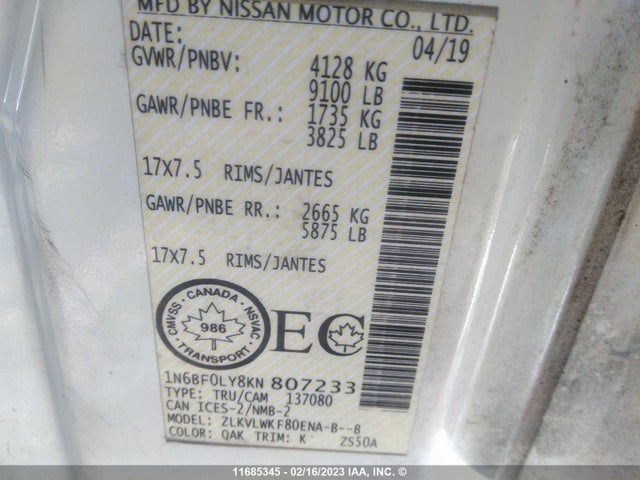 MFD BY NISSAN MOTOR CO., LTD.
DATE: 04/19
GVWR/PNBV: 4128 KG
9100 LB
GAWR/PNBE FR.: 1735 KG
3825 LB
17X7.5 RIMS/JANTES
GAWR/PNBE RR.: 2665 KG
5875 LB
17X7.5 RIMS/JANTES
CMVSS · CANADA · NSVAC
986
TRANSPORT
EC
1N6BF0LY8KN 807233
TYPE: TRU/CAM 137080
CAN ICES-2/NMB-2
MODEL: ZLKVLWKF80ENA-B--B
COLOR: QAK TRIM: K ZS50A
11685345 - 02/16/2023 IAA, INC. ©